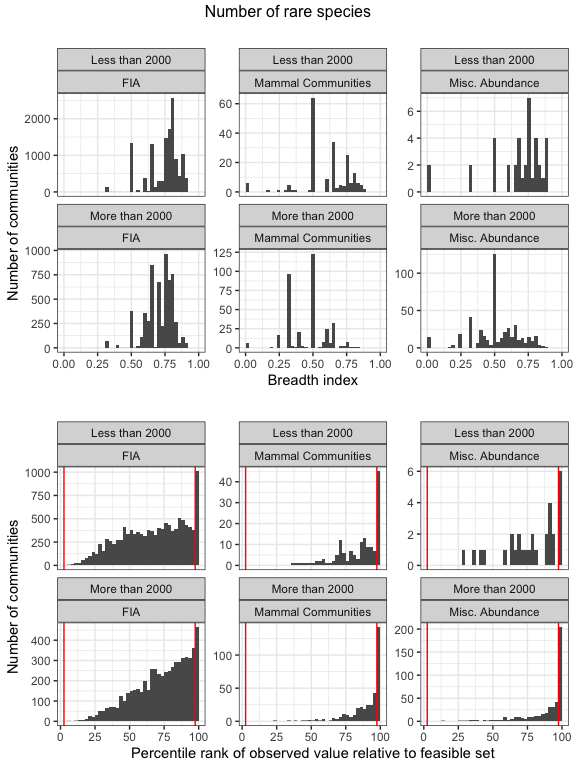 Number of rare species
Less than 2000 Less than 2000 Less than 2000
FIA Mammal Communities Misc. Abundance
2000 1000 0
60 40 20 0
6 4 2 0
More than 2000 More than 2000 More than 2000
FIA Mammal Communities Misc. Abundance
1000 750 500 250 0
125 100 75 50 25 0
100 50 0
0.00 0.25 0.50 0.75 1.00 0.00 0.25 0.50 0.75 1.00 0.00 0.25 0.50 0.75 1.00
Breadth index
Number of communities
Less than 2000 Less than 2000 Less than 2000
FIA Mammal Communities Misc. Abundance
1000 750 500 250 0
40 30 20 10 0
6 4 2 0
More than 2000 More than 2000 More than 2000
FIA Mammal Communities Misc. Abundance
400 300 200 100 0
100 50 0
200 150 100 50 0
0 25 50 75 100 0 25 50 75 100 0 25 50 75 100
Percentile rank of observed value relative to feasible set
Number of communities